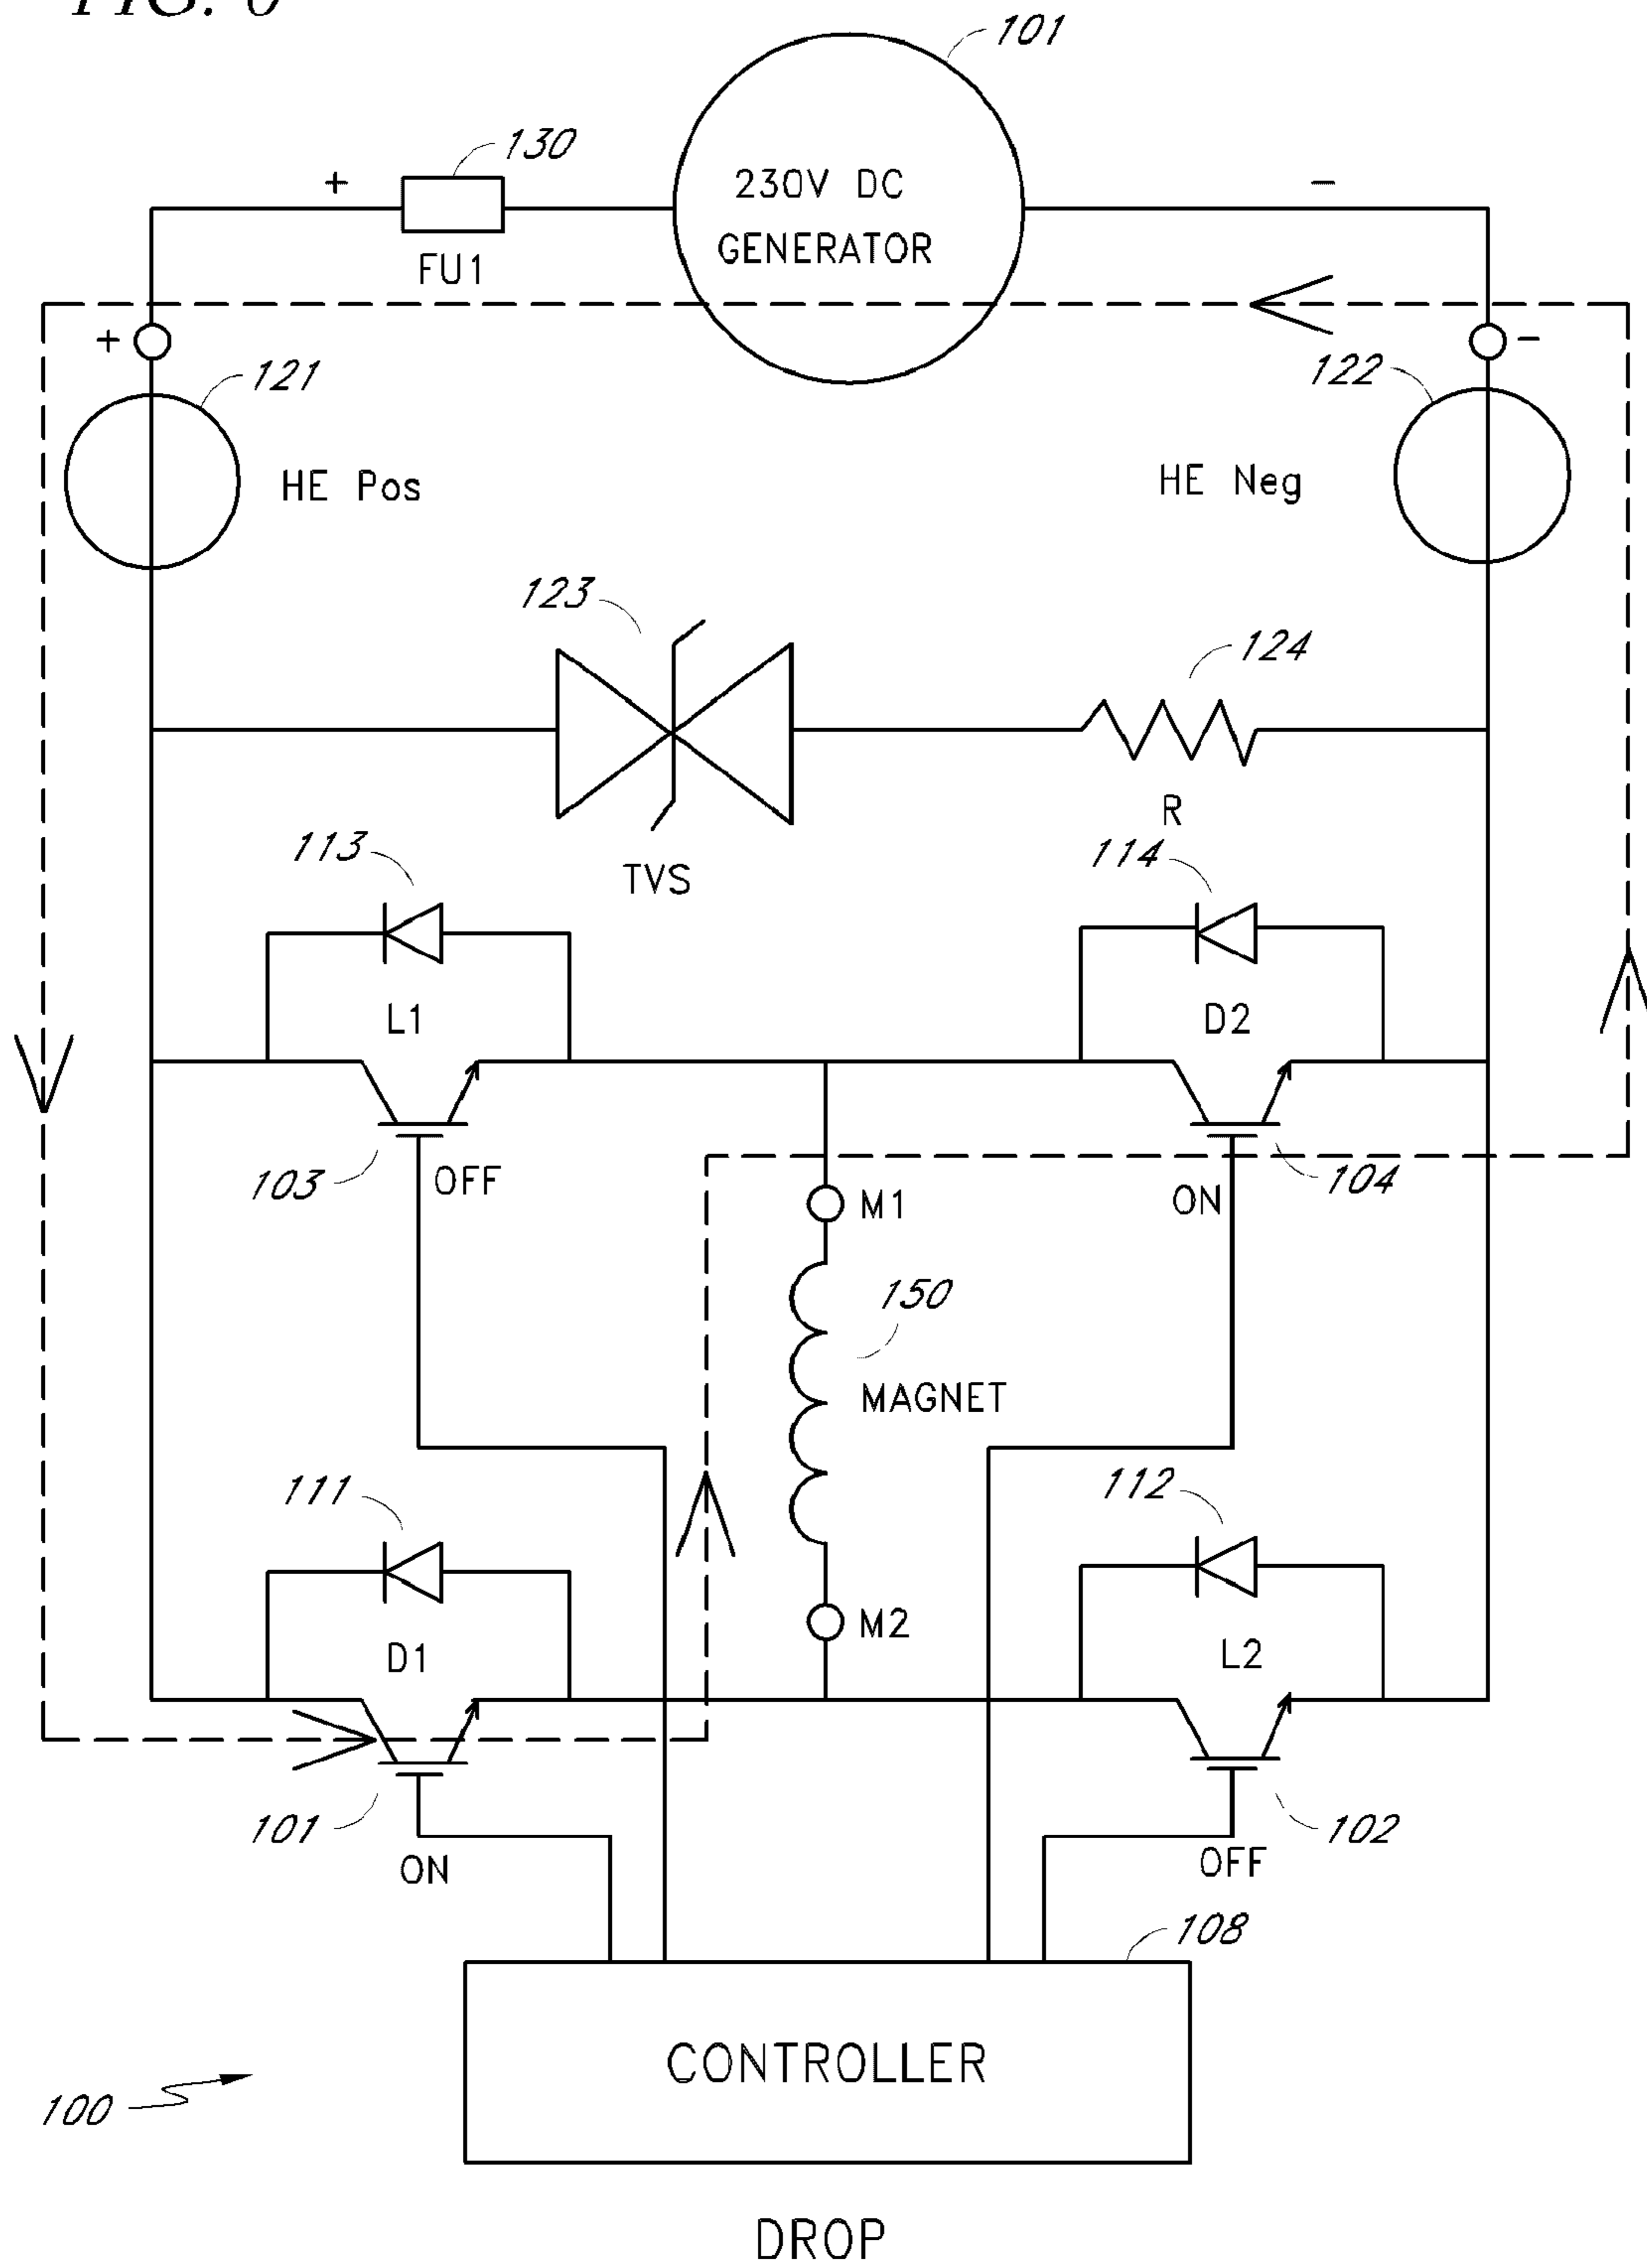 101
130
+
230V DC
GENERATOR
−
FU1
+
−
121
122
HE Pos
HE Neg
123
124
R
113
114
TVS
L1
D2
103
OFF
104
M1
ON
150
MAGNET
111
112
M2
D1
L2
101
102
ON
OFF
108
CONTROLLER
100
DROP